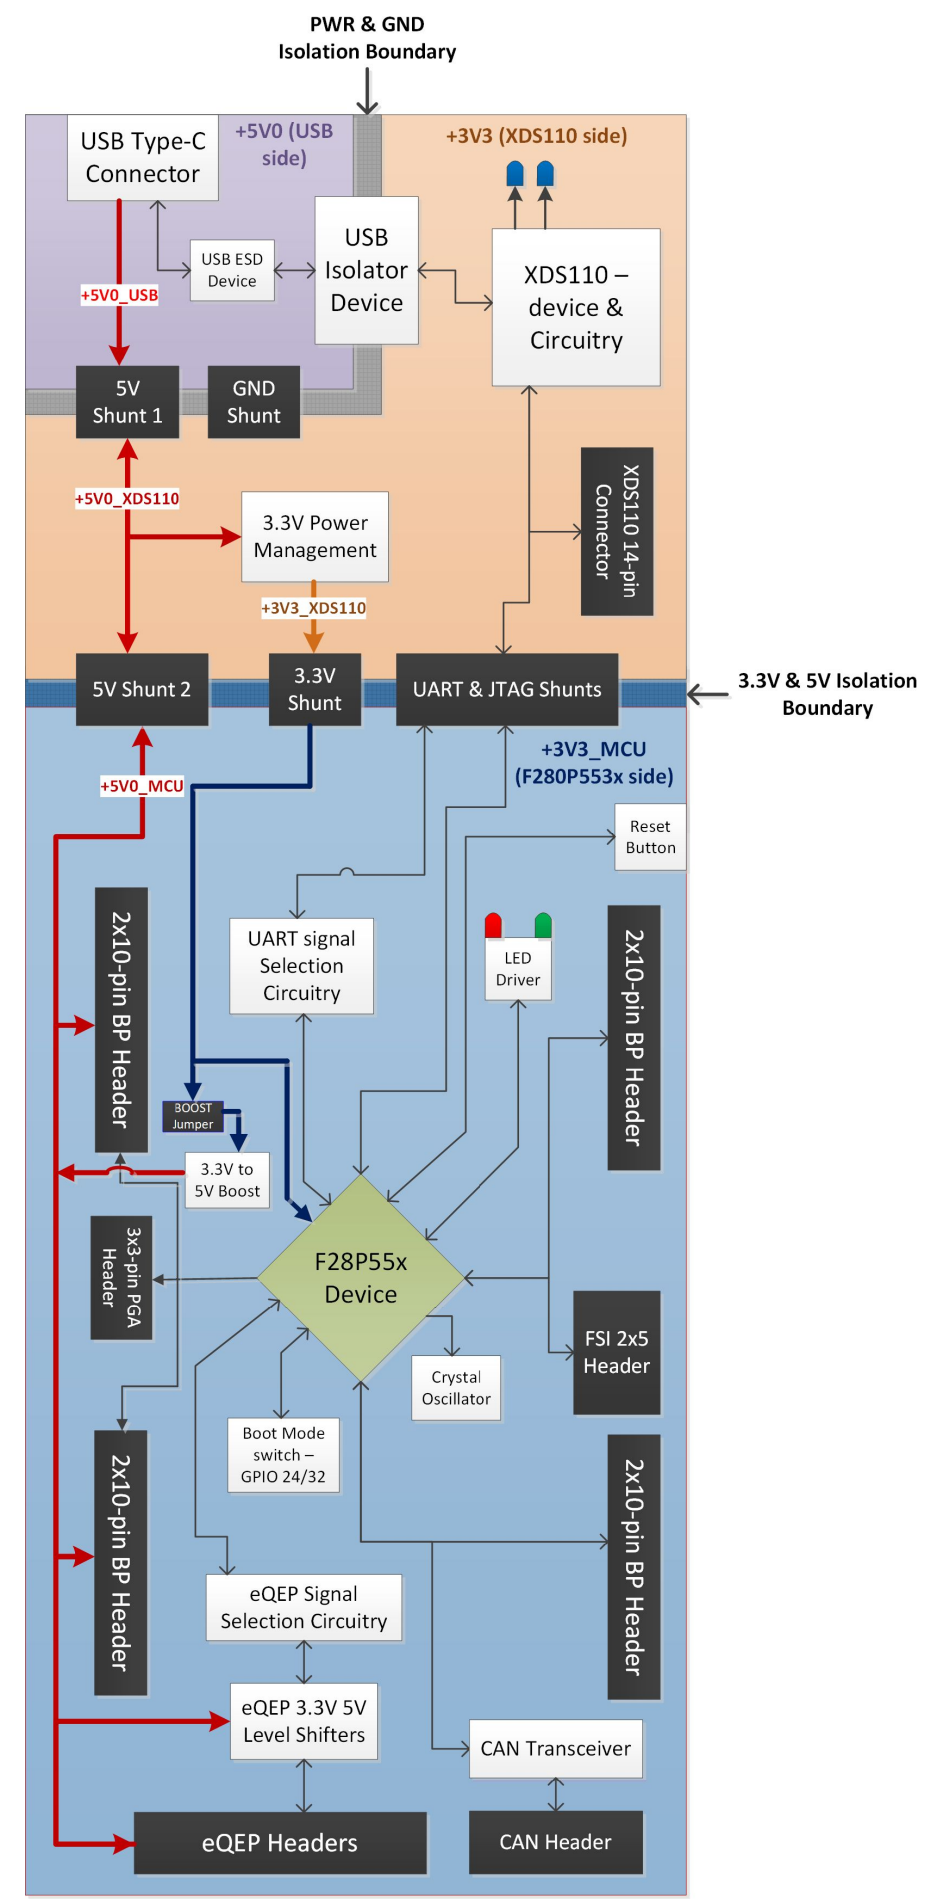 PWR & GND
Isolation Boundary
USB Type-C
Connector
+5V0 (USB
side)
+3V3 (XDS110 side)
USB ESD
Device
USB
Isolator
Device
XDS110 –
device &
Circuitry
+5V0_USB
5V
Shunt 1
GND
Shunt
+5V0_XDS110
3.3V Power
Management
XDS110 14-pin
Connector
+3V3_XDS110
5V Shunt 2
3.3V
Shunt
UART & JTAG Shunts
3.3V & 5V Isolation
Boundary
+3V3_MCU
(F280P553x side)
+5V0_MCU
Reset
Button
2x10-pin BP Header
UART signal
Selection
Circuitry
LED
Driver
2x10-pin BP Header
BOOST
Jumper
3.3V to
5V Boost
3x3-pin PGA
Header
F28P55x
Device
FSI 2x5
Header
Crystal
Oscillator
Boot Mode
switch –
GPIO 24/32
2x10-pin BP Header
2x10-pin BP Header
eQEP Signal
Selection Circuitry
eQEP 3.3V 5V
Level Shifters
CAN Transceiver
eQEP Headers
CAN Header